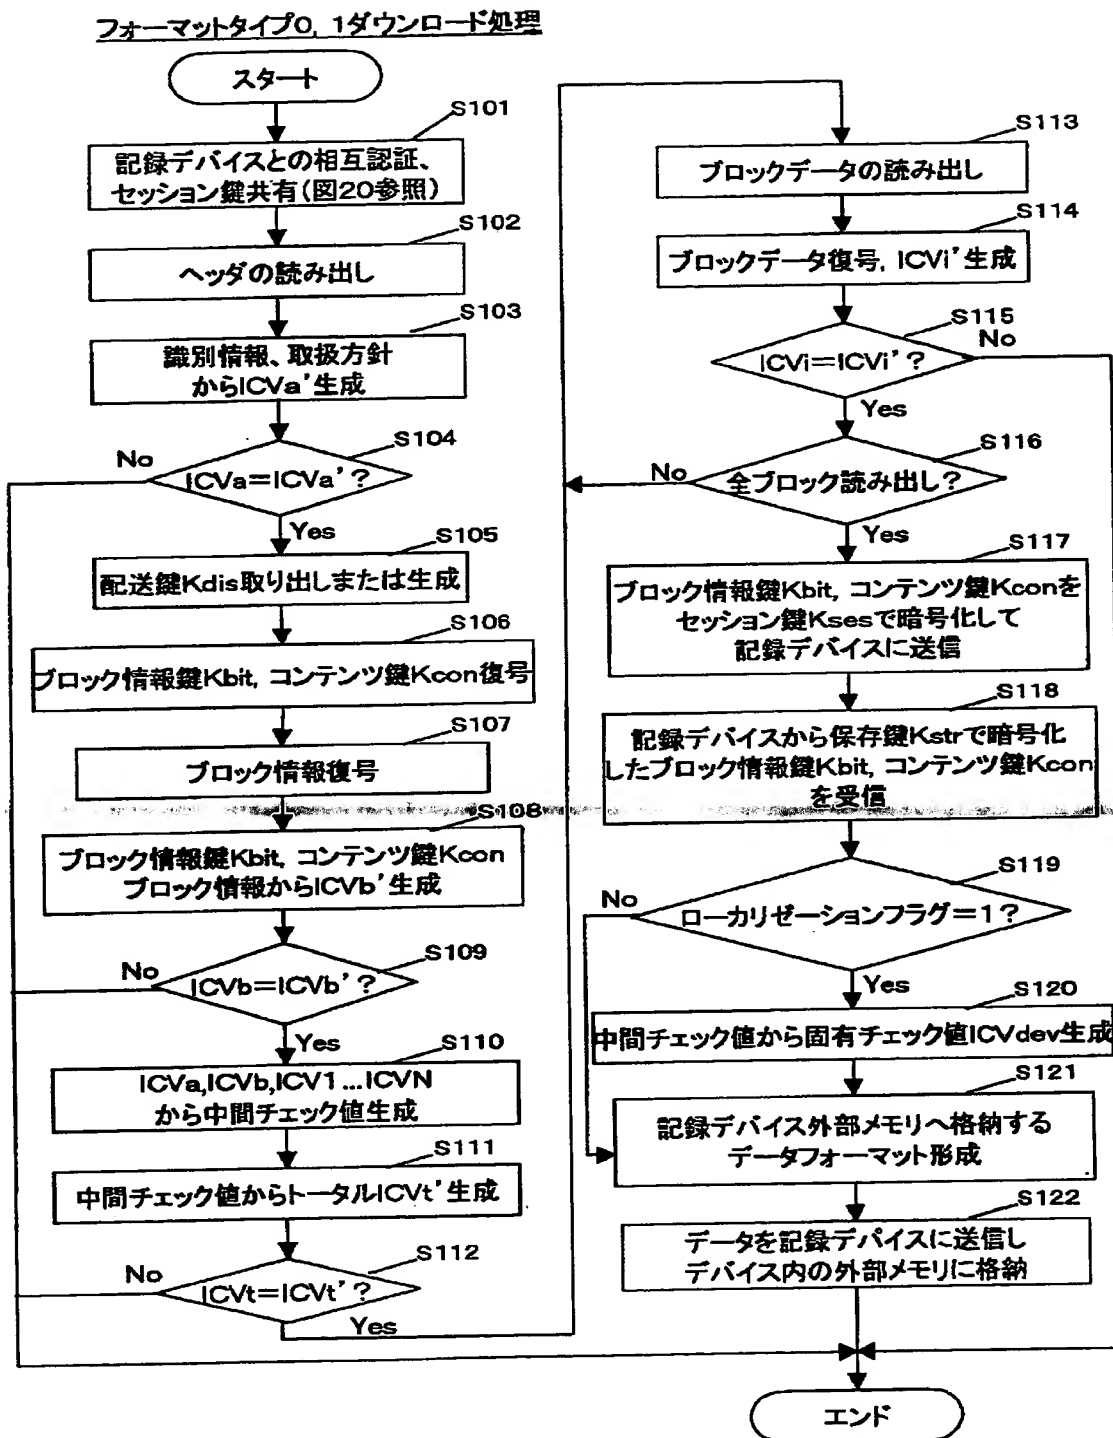 フォーマットタイプ0, 1ダウンロード処理
スタート
S101
記録デバイスとの相互認証、
セッション鍵共有(図20参照)
S102
ヘッダの読み出し
S103
識別情報、取扱方針
からICVa'生成
S104
No
ICVa=ICVa'?
Yes
S105
配送鍵Kdis取り出しまたは生成
S106
ブロック情報鍵Kbit, コンテンツ鍵Kcon復号
S107
ブロック情報復号
S108
ブロック情報鍵Kbit, コンテンツ鍵Kcon
ブロック情報からICVb'生成
S109
No
ICVb=ICVb'?
Yes
S110
ICVa,ICVb,ICV1...ICVN
から中間チェック値生成
S111
中間チェック値からトータルICVt'生成
S112
No
ICVt=ICVt'?
Yes
S113
ブロックデータの読み出し
S114
ブロックデータ復号, ICVi'生成
S115
No
ICVi=ICVi'?
Yes
S116
No
全ブロック読み出し?
Yes
S117
ブロック情報鍵Kbit, コンテンツ鍵Kconを
セッション鍵Ksesで暗号化して
記録デバイスに送信
S118
記録デバイスから保存鍵Kstrで暗号化
したブロック情報鍵Kbit, コンテンツ鍵Kcon
を受信
S119
No
ローカリゼーションフラグ=1?
Yes
S120
中間チェック値から固有チェック値ICVdev生成
S121
記録デバイス外部メモリへ格納する
データフォーマット形成
S122
データを記録デバイスに送信し
デバイス内の外部メモリに格納
エンド